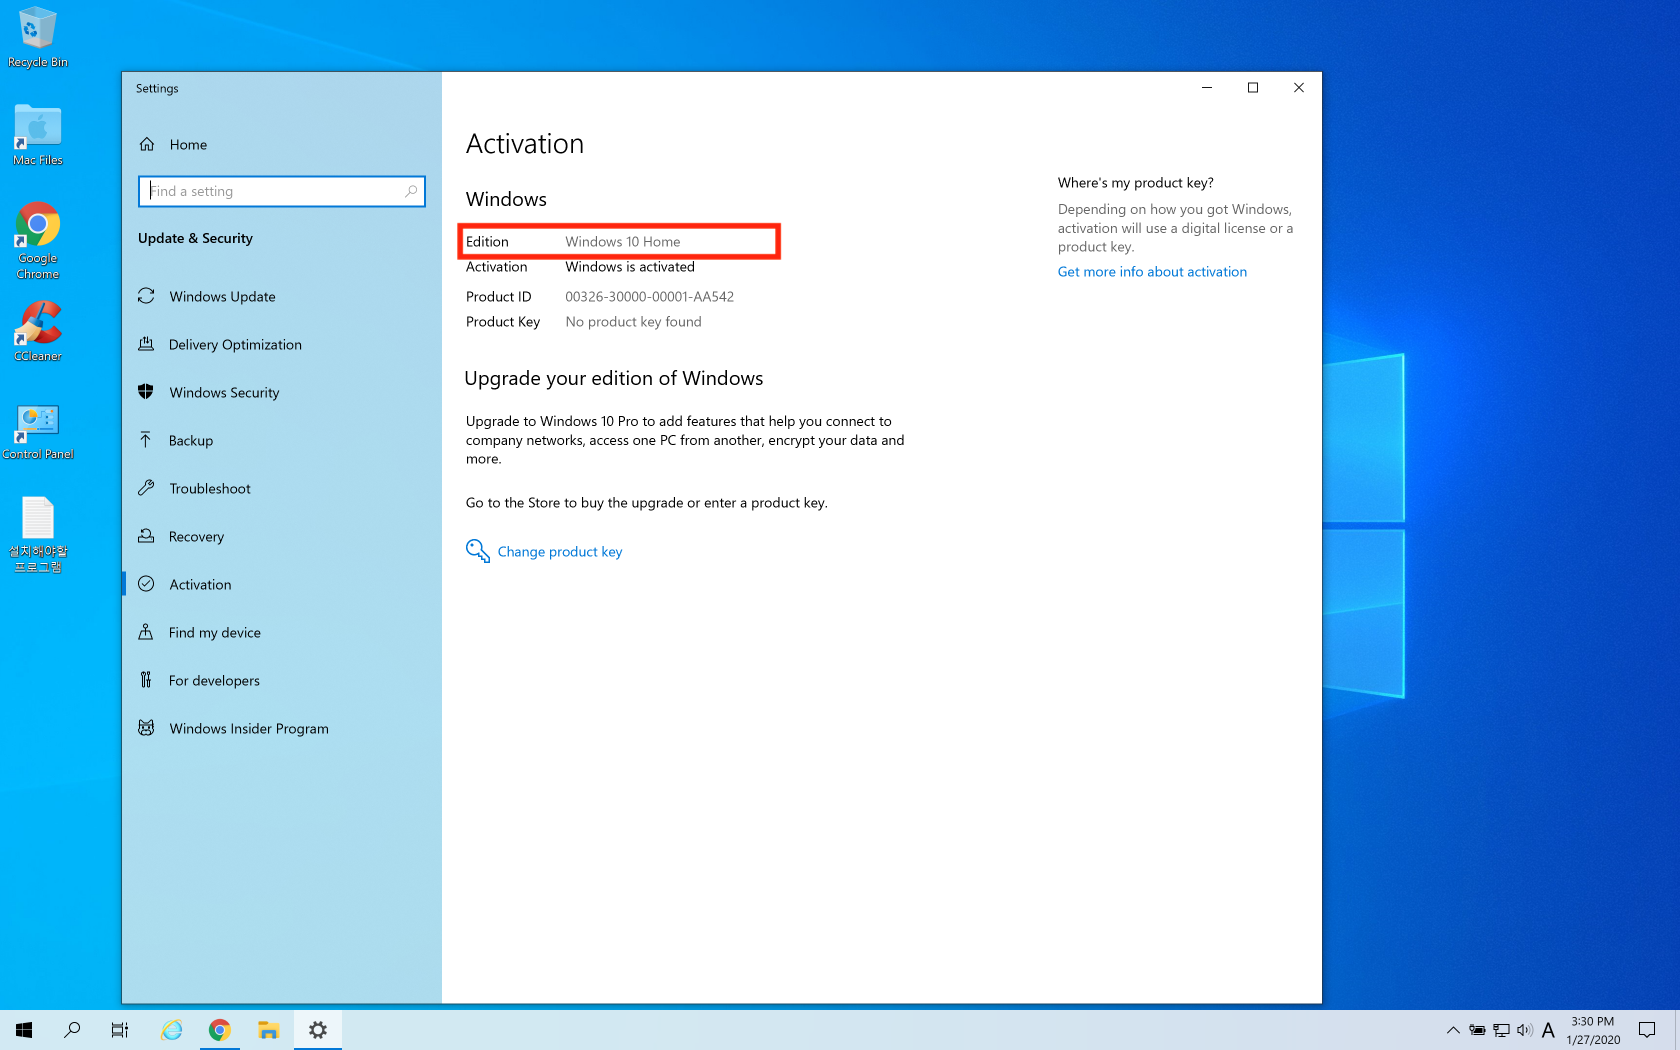 Recycle Bin
Mac Files
Google
Chrome
CCleaner
Control Panel
설치해야할
프로그램
Settings
Home
Find a setting
Update & Security
Windows Update
Delivery Optimization
Windows Security
Backup
Troubleshoot
Recovery
Activation
Find my device
For developers
Windows Insider Program
Activation
Windows
Edition Windows 10 Home
Activation Windows is activated
Product ID 00326-30000-00001-AA542
Product Key No product key found
Upgrade your edition of Windows
Upgrade to Windows 10 Pro to add features that help you connect to
company networks, access one PC from another, encrypt your data and
more.
Go to the Store to buy the upgrade or enter a product key.
Change product key
Where's my product key?
Depending on how you got Windows,
activation will use a digital license or a
product key.
Get more info about activation
A
3:30 PM
1/27/2020